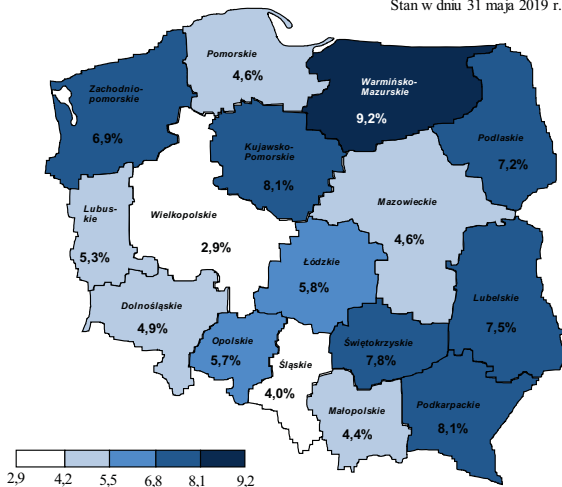 Stan w dniu 31 maja 2019 r.
Pomorskie
4,6%
Warmińsko-
Mazurskie
9,2%
Zachodnio-
pomorskie
6,9%
Podlaskie
7,2%
Kujawsko-
Pomorskie
8,1%
Mazowieckie
4,6%
Lubus-
kie
5,3%
Wielkopolskie
2,9%
Łódzkie
5,8%
Lubelskie
7,5%
Dolnośląskie
4,9%
Opolskie
5,7%
Śląskie
4,0%
Świętokrzyskie
7,8%
Małopolskie
4,4%
Podkarpackie
8,1%
2,9 4,2 5,5 6,8 8,1 9,2